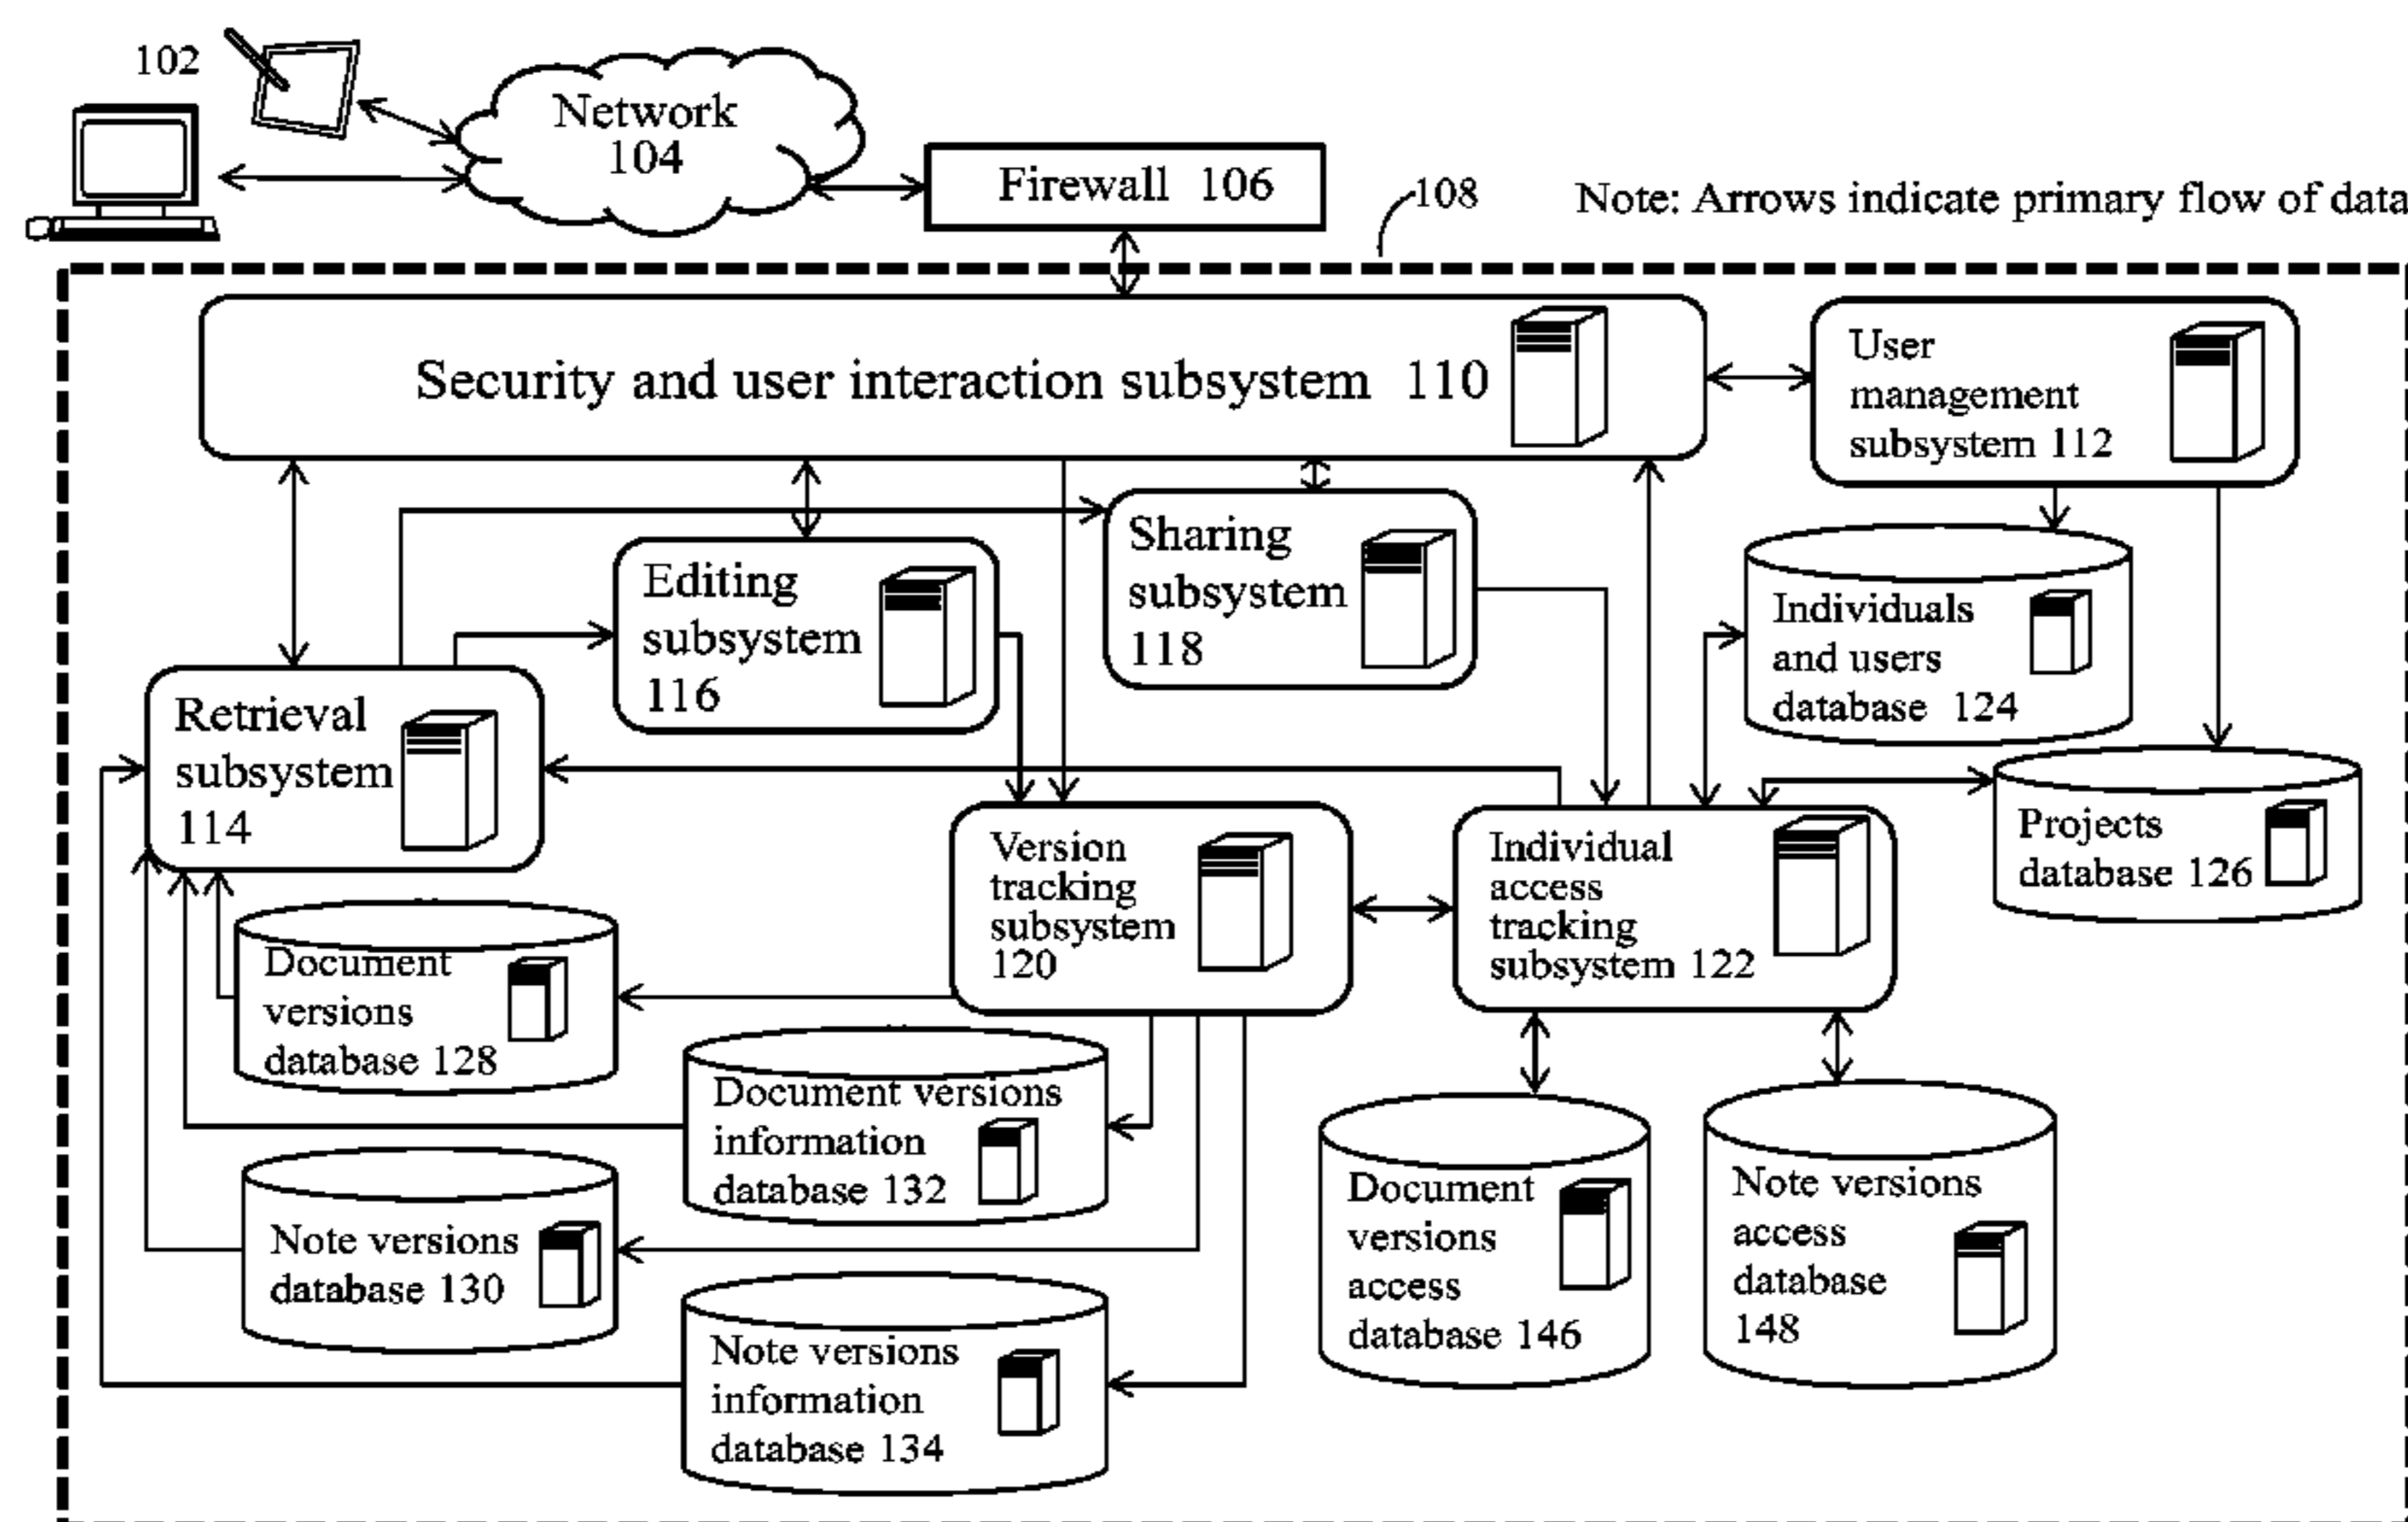 102
Network
104
Firewall 106
108
Note: Arrows indicate primary flow of data
Security and user interaction subsystem 110
User
management
subsystem 112
Sharing
subsystem
118
Editing
subsystem
116
Individuals
and users
database 124
Retrieval
subsystem
114
Version
tracking
subsystem
120
Individual
access
tracking
subsystem 122
Projects
database 126
Document
versions
database 128
Document versions
information
database 132
Note versions
database 130
Note versions
information
database 134
Document
versions
access
database 146
Note versions
access
database
148